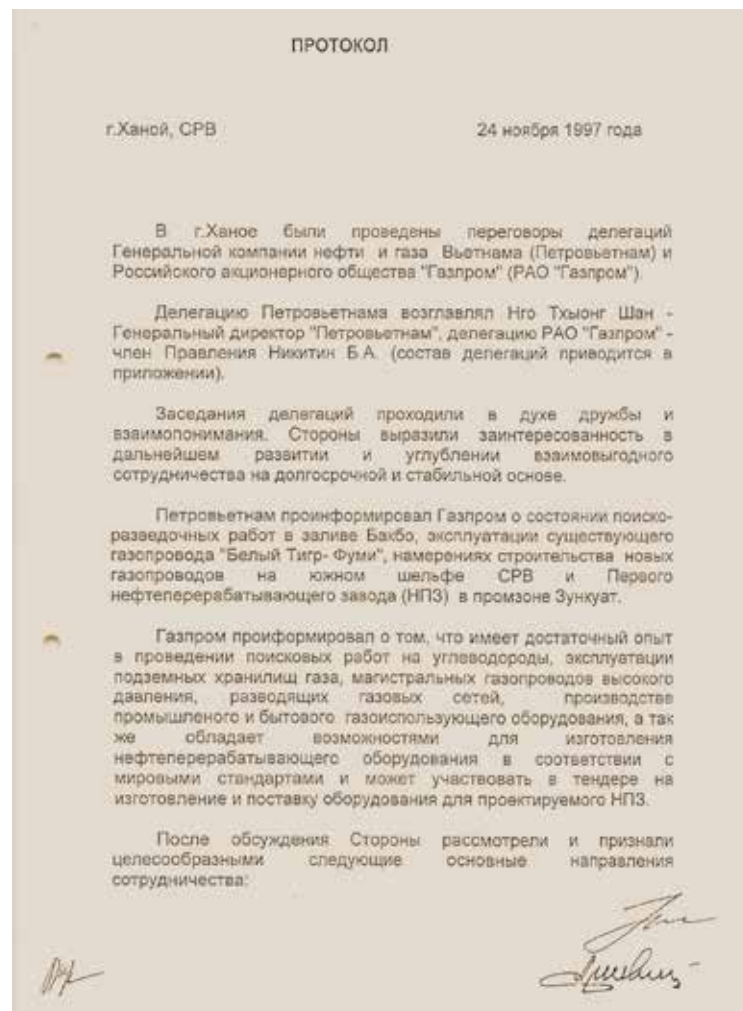 ПРОТОКОЛ
г.Ханой, СРВ 24 ноября 1997 года
В г.Ханое были проведены переговоры делегаций
Генеральной компании нефти и газа Вьетнама (Петровьетнам) и
Российского акционерного общества "Газпром" (РАО "Газпром").
Делегацию Петровьетнама возглавлял Нго Тхыонг Шан -
Генеральный директор "Петровьетнам", делегацию РАО "Газпром" -
член Правления Никитин Б.А. (состав делегаций приводится в
приложении).
Заседания делегаций проходили в духе дружбы и
взаимопонимания. Стороны выразили заинтересованность в
дальнейшем развитии и углублении взаимовыгодного
сотрудничества на долгосрочной и стабильной основе.
Петровьетнам проинформировал Газпром о состоянии поиско-
разведочных работ в заливе Бакбо, эксплуатации существующего
газопровода "Белый Тигр- Фуми", намерениях строительства новых
газопроводов на южном шельфе СРВ и Первого
нефтеперерабатывающего завода (НПЗ) в промзоне Зункуат.
Газпром проиформировал о том, что имеет достаточный опыт
в проведении поисковых работ на углеводороды, эксплуатации
подземных хранилищ газа, магистральных газопроводов высокого
давления, разводящих газовых сетей, производстве
промышленого и бытового газоиспользующего оборудования, а так
же обладает возможностями для изготовления
нефтеперерабатывающего оборудования в соответствии с
мировыми стандартами и может участвовать в тендере на
изготовление и поставку оборудования для проектируемого НПЗ.
После обсуждения Стороны рассмотрели и признали
целесообразными следующие основные направления
сотрудничества: